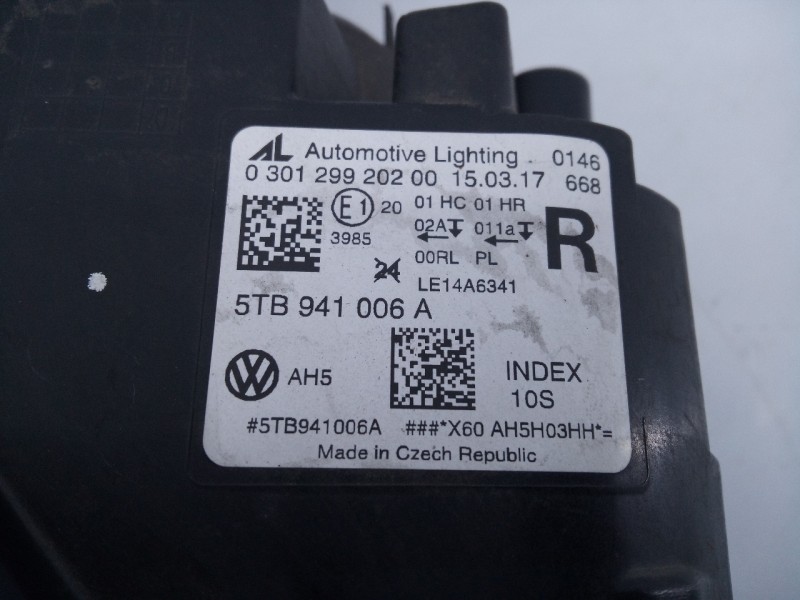 AL Automotive Lighting. 0146
0 301 299 202 00 15.03.17 668
E1 20 01 HC 01 HR
3985 02A 011a R
00RL PL
24 LE14A6341
5TB 941 006 A
VW AH5 INDEX
10S
#5TB941006A ###*X60 AH5H03HH*=
Made in Czech Republic